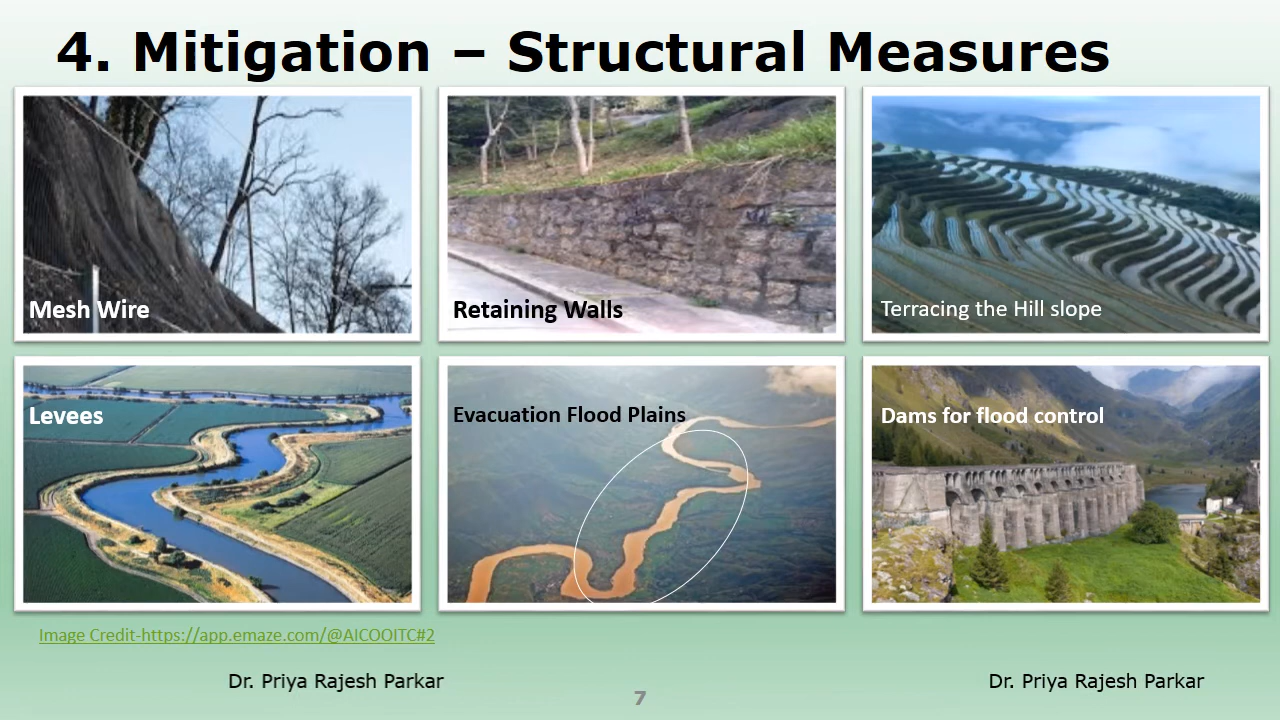 4. Mitigation – Structural Measures
Mesh Wire
Retaining Walls
Terracing the Hill slope
Levees
Evacuation Flood Plains
Dams for flood control
Image Credit-https://app.emaze.com/@AICOOITC#2
Dr. Priya Rajesh Parkar
7
Dr. Priya Rajesh Parkar